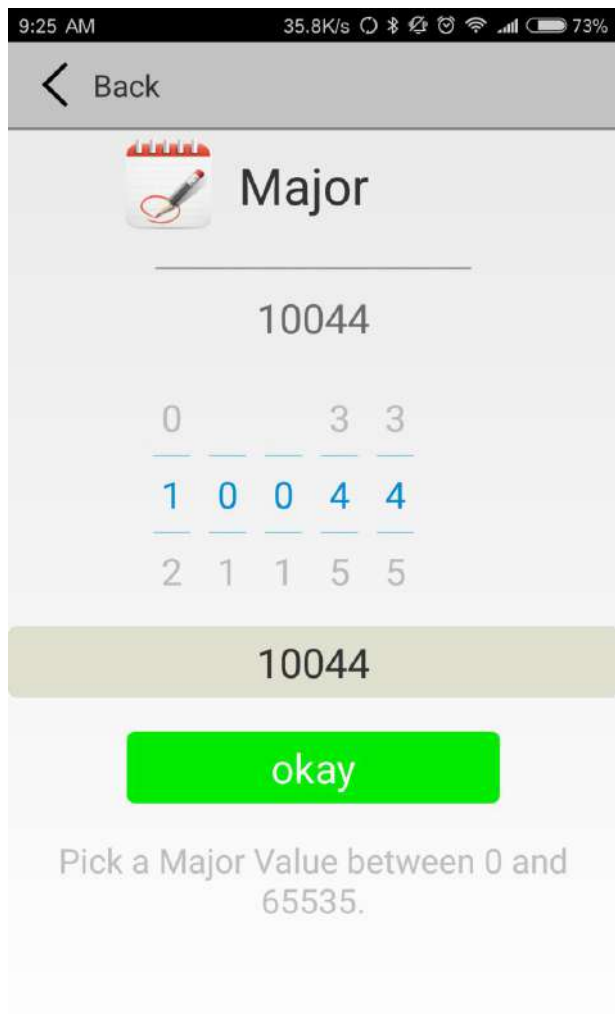 9:25 AM 35.8K/s 73%
Back
Major
10044
0 3 3
1 0 0 4 4
2 1 1 5 5
10044
okay
Pick a Major Value between 0 and
65535.